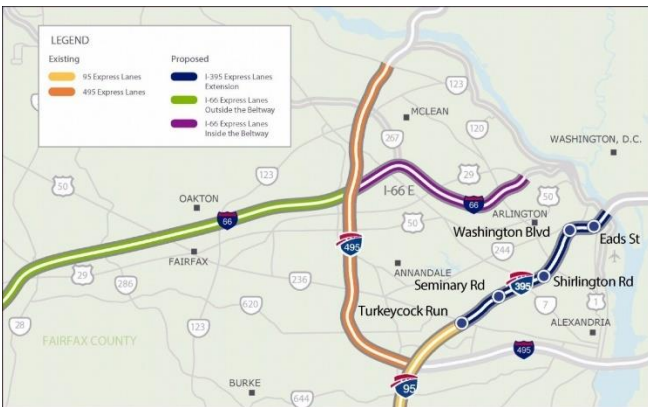 LEGEND
Existing
95 Express Lanes
495 Express Lanes
Proposed
I-395 Express Lanes
Extension
I-66 Express Lanes
Outside the Beltway
I-66 Express Lanes
Inside the Beltway
123
MCLEAN
120
267
WASHINGTON, D.C.
50
123
29
I-66 E
50
OAKTON
66
66
ARLINGTON
50
Washington Blvd
Eads St
495
244
FAIRFAX
ANNANDALE
Seminary Rd
395
Shirlington Rd
29
286
236
7
1
Turkeycock Run
620
28
123
ALEXANDRIA
FAIRFAX COUNTY
495
95
BURKE
644